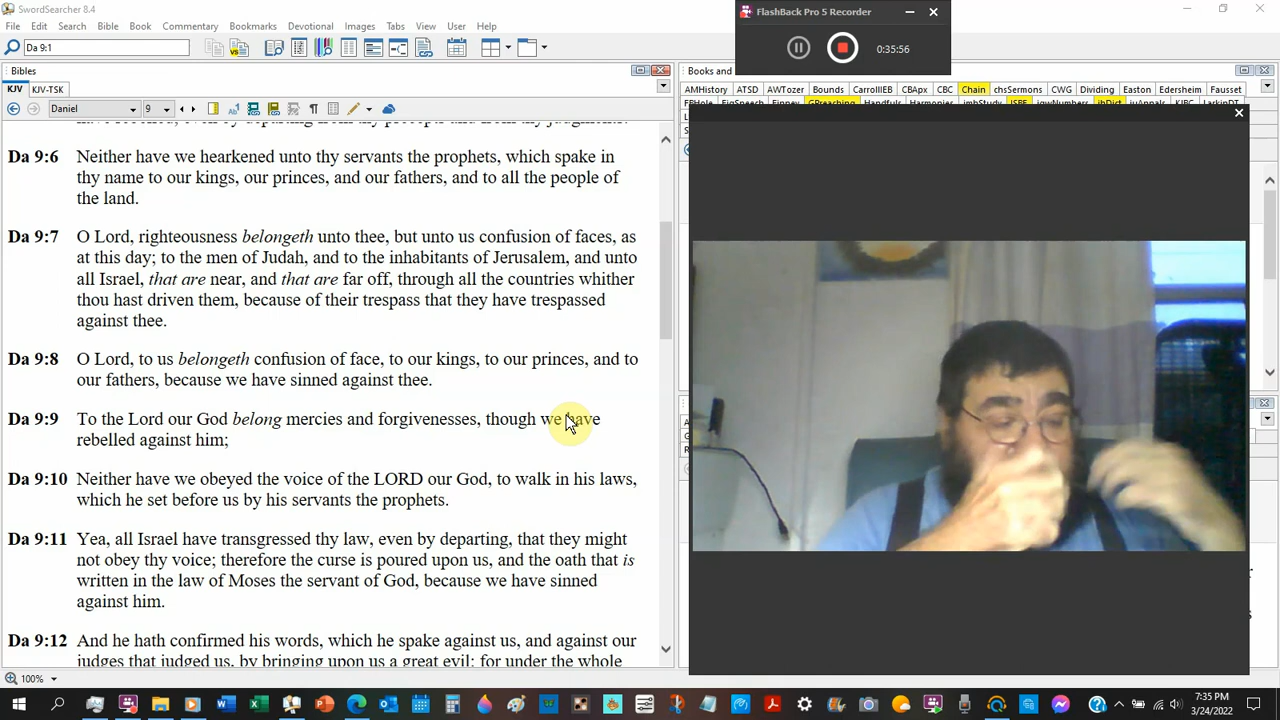 SwordSearcher 8.4
File Edit Search Bible Book Commentary Bookmarks Devotional Images Tabs View User Help
FlashBack Pro 5 Recorder
0:35:56
Da 9:1
Bibles
Books and
KJV KJV-TSK
AMHistory ATSD AWTozer Bounds CarrollIEB CBApx CBC Chain chsSermons CWG Dividing Easton Edersheim Fausset
Daniel 9
Da 9:6 Neither have we hearkened unto thy servants the prophets, which spake in
thy name to our kings, our princes, and our fathers, and to all the people of
the land.
Da 9:7 O Lord, righteousness belongeth unto thee, but unto us confusion of faces, as
at this day; to the men of Judah, and to the inhabitants of Jerusalem, and unto
all Israel, that are near, and that are far off, through all the countries whither
thou hast driven them, because of their trespass that they have trespassed
against thee.
Da 9:8 O Lord, to us belongeth confusion of face, to our kings, to our princes, and to
our fathers, because we have sinned against thee.
Da 9:9 To the Lord our God belong mercies and forgivenesses, though we have
rebelled against him;
Da 9:10 Neither have we obeyed the voice of the LORD our God, to walk in his laws,
which he set before us by his servants the prophets.
Da 9:11 Yea, all Israel have transgressed thy law, even by departing, that they might
not obey thy voice; therefore the curse is poured upon us, and the oath that is
written in the law of Moses the servant of God, because we have sinned
against him.
Da 9:12 And he hath confirmed his words, which he spake against us, and against our
judges that judged us, by bringing upon us a great evil: for under the whole
100%
7:35 PM
3/24/2022